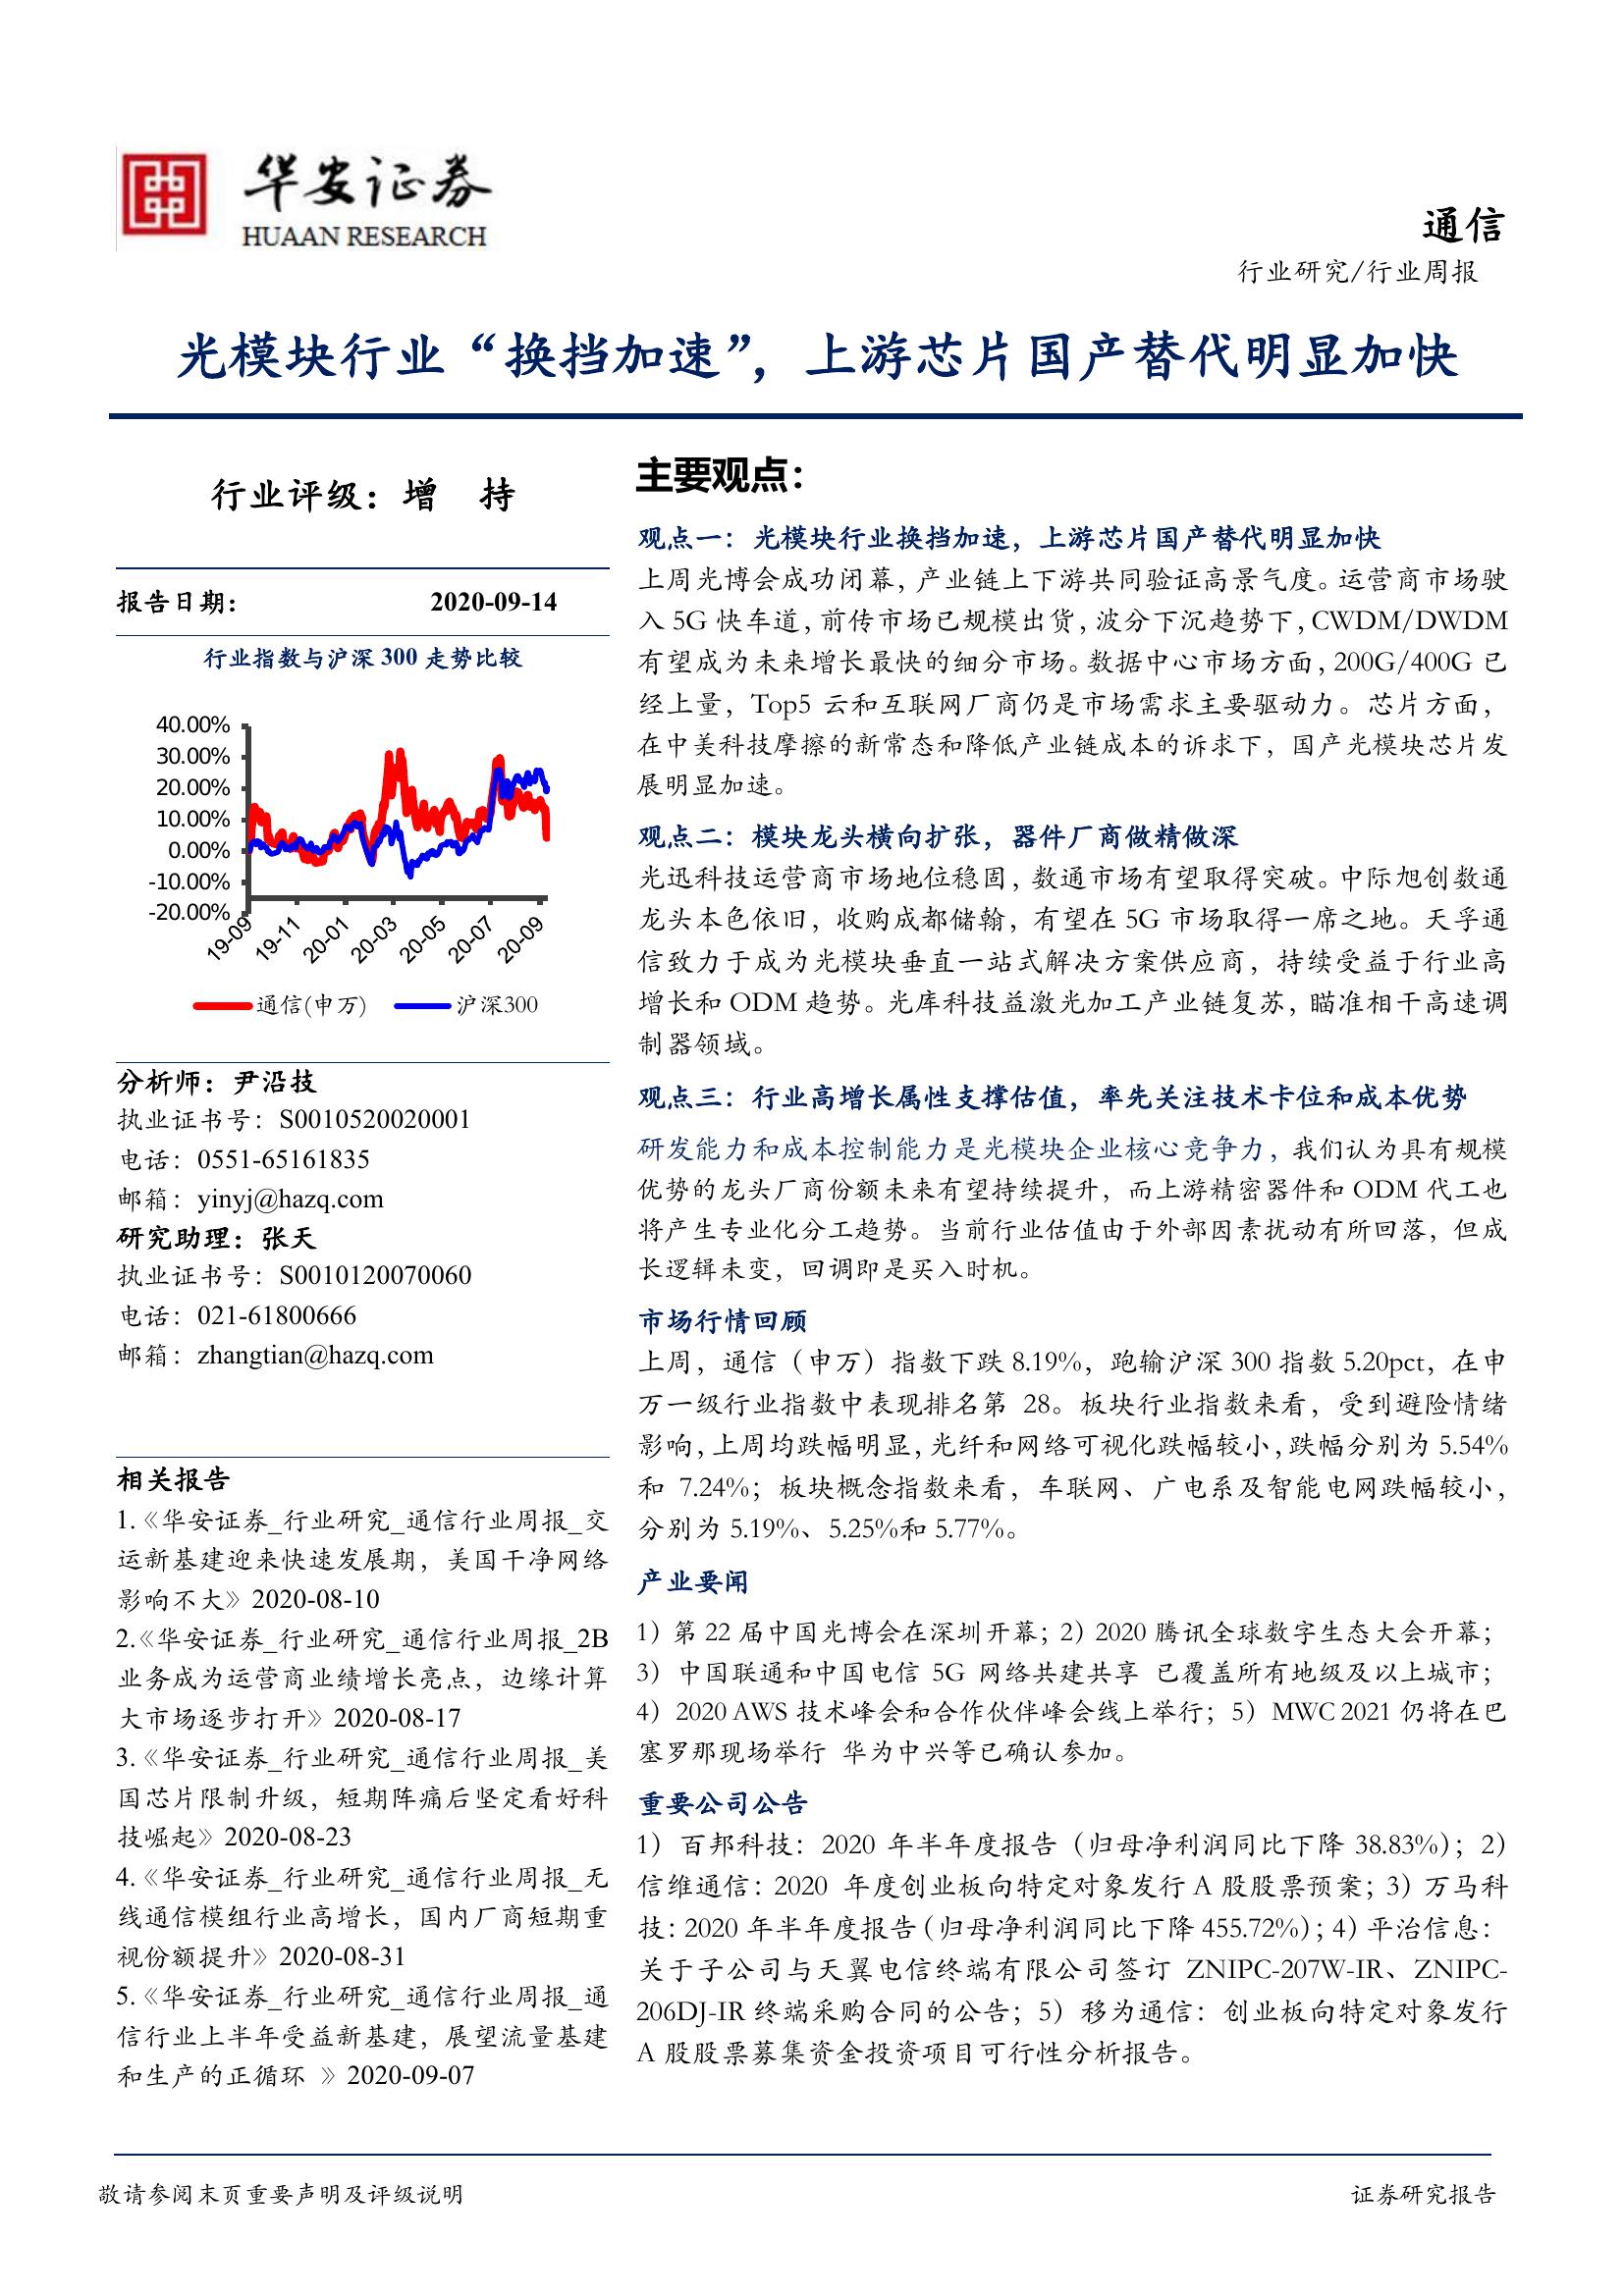 华安证券
HUAAN RESEARCH
通信
行业研究/行业周报
光模块行业“换挡加速”，上游芯片国产替代明显加快
行业评级：增 持
报告日期： 2020-09-14
行业指数与沪深 300 走势比较
40.00%
30.00%
20.00%
10.00%
0.00%
-10.00%
-20.00%
19-09
19-11
20-01
20-03
20-05
20-07
20-09
通信(申万) 沪深300
分析师：尹沿技
执业证书号：S0010520020001
电话：0551-65161835
邮箱：yinyj@hazq.com
研究助理：张天
执业证书号：S0010120070060
电话：021-61800666
邮箱：zhangtian@hazq.com
相关报告
1.《华安证券_行业研究_通信行业周报_交
运新基建迎来快速发展期，美国干净网络
影响不大》2020-08-10
2.《华安证券_行业研究_通信行业周报_2B
业务成为运营商业绩增长亮点，边缘计算
大市场逐步打开》2020-08-17
3.《华安证券_行业研究_通信行业周报_美
国芯片限制升级，短期阵痛后坚定看好科
技崛起》2020-08-23
4.《华安证券_行业研究_通信行业周报_无
线通信模组行业高增长，国内厂商短期重
视份额提升》2020-08-31
5.《华安证券_行业研究_通信行业周报_通
信行业上半年受益新基建，展望流量基建
和生产的正循环 》2020-09-07
主要观点：
观点一：光模块行业换挡加速，上游芯片国产替代明显加快
上周光博会成功闭幕，产业链上下游共同验证高景气度。运营商市场驶
入 5G 快车道，前传市场已规模出货，波分下沉趋势下，CWDM/DWDM
有望成为未来增长最快的细分市场。数据中心市场方面，200G/400G 已
经上量，Top5 云和互联网厂商仍是市场需求主要驱动力。芯片方面，
在中美科技摩擦的新常态和降低产业链成本的诉求下，国产光模块芯片发
展明显加速。
观点二：模块龙头横向扩张，器件厂商做精做深
光迅科技运营商市场地位稳固，数通市场有望取得突破。中际旭创数通
龙头本色依旧，收购成都储翰，有望在 5G 市场取得一席之地。天孚通
信致力于成为光模块垂直一站式解决方案供应商，持续受益于行业高
增长和 ODM 趋势。光库科技益激光加工产业链复苏，瞄准相干高速调
制器领域。
观点三：行业高增长属性支撑估值，率先关注技术卡位和成本优势
研发能力和成本控制能力是光模块企业核心竞争力，我们认为具有规模
优势的龙头厂商份额未来有望持续提升，而上游精密器件和 ODM 代工也
将产生专业化分工趋势。当前行业估值由于外部因素扰动有所回落，但成
长逻辑未变，回调即是买入时机。
市场行情回顾
上周，通信（申万）指数下跌 8.19%，跑输沪深 300 指数 5.20pct，在申
万一级行业指数中表现排名第 28。板块行业指数来看，受到避险情绪
影响，上周均跌幅明显，光纤和网络可视化跌幅较小，跌幅分别为 5.54%
和 7.24%；板块概念指数来看，车联网、广电系及智能电网跌幅较小，
分别为 5.19%、5.25%和 5.77%。
产业要闻
1）第 22 届中国光博会在深圳开幕；2）2020 腾讯全球数字生态大会开幕；
3）中国联通和中国电信 5G 网络共建共享 已覆盖所有地级及以上城市；
4）2020 AWS 技术峰会和合作伙伴峰会线上举行；5）MWC 2021 仍将在巴
塞罗那现场举行 华为中兴等已确认参加。
重要公司公告
1）百邦科技：2020 年半年度报告（归母净利润同比下降 38.83%）；2）
信维通信：2020 年度创业板向特定对象发行 A 股股票预案；3）万马科
技：2020 年半年度报告（归母净利润同比下降 455.72%）；4）平治信息：
关于子公司与天翼电信终端有限公司签订 ZNIPC-207W-IR、ZNIPC-
206DJ-IR 终端采购合同的公告；5）移为通信：创业板向特定对象发行
A 股股票募集资金投资项目可行性分析报告。
敬请参阅末页重要声明及评级说明 证券研究报告